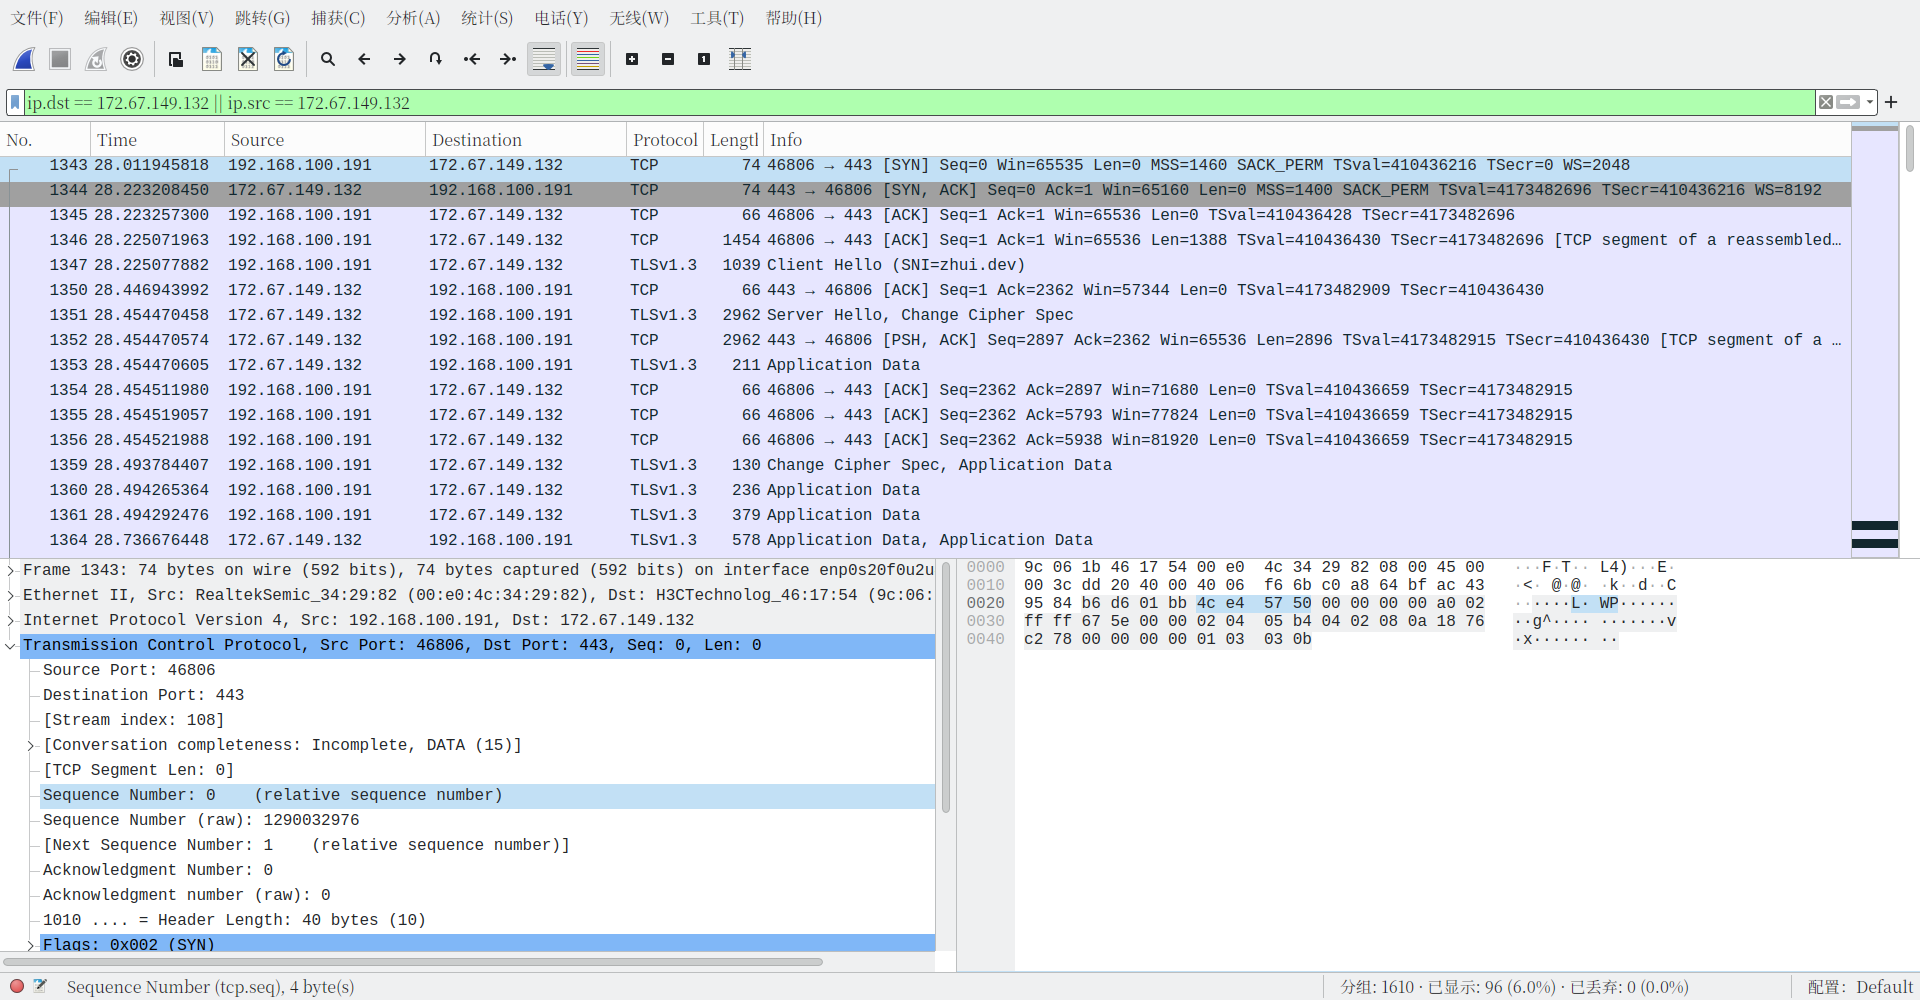 文件(F) 编辑(E) 视图(V) 跳转(G) 捕获(C) 分析(A) 统计(S) 电话(Y) 无线(W) 工具(T) 帮助(H)
ip.dst == 172.67.149.132 || ip.src == 172.67.149.132
No. Time Source Destination Protocol Length Info
1343 28.011945818 192.168.100.191 172.67.149.132 TCP 74 46806 → 443 [SYN] Seq=0 Win=65535 Len=0 MSS=1460 SACK_PERM TSval=410436216 TSecr=0 WS=2048
1344 28.223208450 172.67.149.132 192.168.100.191 TCP 74 443 → 46806 [SYN, ACK] Seq=0 Ack=1 Win=65160 Len=0 MSS=1400 SACK_PERM TSval=4173482696 TSecr=410436216 WS=8192
1345 28.223257300 192.168.100.191 172.67.149.132 TCP 66 46806 → 443 [ACK] Seq=1 Ack=1 Win=65536 Len=0 TSval=410436428 TSecr=4173482696
1346 28.225071963 192.168.100.191 172.67.149.132 TCP 1454 46806 → 443 [ACK] Seq=1 Ack=1 Win=65536 Len=1388 TSval=410436430 TSecr=4173482696 [TCP segment of a reassembled…
1347 28.225077882 192.168.100.191 172.67.149.132 TLSv1.3 1039 Client Hello (SNI=zhui.dev)
1350 28.446943992 172.67.149.132 192.168.100.191 TCP 66 443 → 46806 [ACK] Seq=1 Ack=2362 Win=57344 Len=0 TSval=4173482909 TSecr=410436430
1351 28.454470458 172.67.149.132 192.168.100.191 TLSv1.3 2962 Server Hello, Change Cipher Spec
1352 28.454470574 172.67.149.132 192.168.100.191 TCP 2962 443 → 46806 [PSH, ACK] Seq=2897 Ack=2362 Win=65536 Len=2896 TSval=4173482915 TSecr=410436430 [TCP segment of a …
1353 28.454470605 172.67.149.132 192.168.100.191 TLSv1.3 211 Application Data
1354 28.454511980 192.168.100.191 172.67.149.132 TCP 66 46806 → 443 [ACK] Seq=2362 Ack=2897 Win=71680 Len=0 TSval=410436659 TSecr=4173482915
1355 28.454519057 192.168.100.191 172.67.149.132 TCP 66 46806 → 443 [ACK] Seq=2362 Ack=5793 Win=77824 Len=0 TSval=410436659 TSecr=4173482915
1356 28.454521988 192.168.100.191 172.67.149.132 TCP 66 46806 → 443 [ACK] Seq=2362 Ack=5938 Win=81920 Len=0 TSval=410436659 TSecr=4173482915
1359 28.493784407 192.168.100.191 172.67.149.132 TLSv1.3 130 Change Cipher Spec, Application Data
1360 28.494265364 192.168.100.191 172.67.149.132 TLSv1.3 236 Application Data
1361 28.494292476 192.168.100.191 172.67.149.132 TLSv1.3 379 Application Data
1364 28.736676448 172.67.149.132 192.168.100.191 TLSv1.3 578 Application Data, Application Data
Frame 1343: 74 bytes on wire (592 bits), 74 bytes captured (592 bits) on interface enp0s20f0u2u
Ethernet II, Src: RealtekSemic_34:29:82 (00:e0:4c:34:29:82), Dst: H3CTechnolog_46:17:54 (9c:06:
Internet Protocol Version 4, Src: 192.168.100.191, Dst: 172.67.149.132
Transmission Control Protocol, Src Port: 46806, Dst Port: 443, Seq: 0, Len: 0
Source Port: 46806
Destination Port: 443
[Stream index: 108]
[Conversation completeness: Incomplete, DATA (15)]
[TCP Segment Len: 0]
Sequence Number: 0    (relative sequence number)
Sequence Number (raw): 1290032976
[Next Sequence Number: 1    (relative sequence number)]
Acknowledgment Number: 0
Acknowledgment number (raw): 0
1010 .... = Header Length: 40 bytes (10)
Flags: 0x002 (SYN)
0000 9c 06 1b 46 17 54 00 e0 4c 34 29 82 08 00 45 00 ···F·T·· L4)···E·
0010 00 3c dd 20 40 00 40 06 f6 6b c0 a8 64 bf ac 43 ·<· @·@· ·k··d··C
0020 95 84 b6 d6 01 bb 4c e4 57 50 00 00 00 00 a0 02 ······L· WP······
0030 ff ff 67 5e 00 00 02 04 05 b4 04 02 08 0a 18 76 ··g^···· ·······v
0040 c2 78 00 00 00 00 01 03 03 0b ·x······ ··
Sequence Number (tcp.seq), 4 byte(s)
分组: 1610 · 已显示: 96 (6.0%) · 已丢弃: 0 (0.0%)
配置: Default